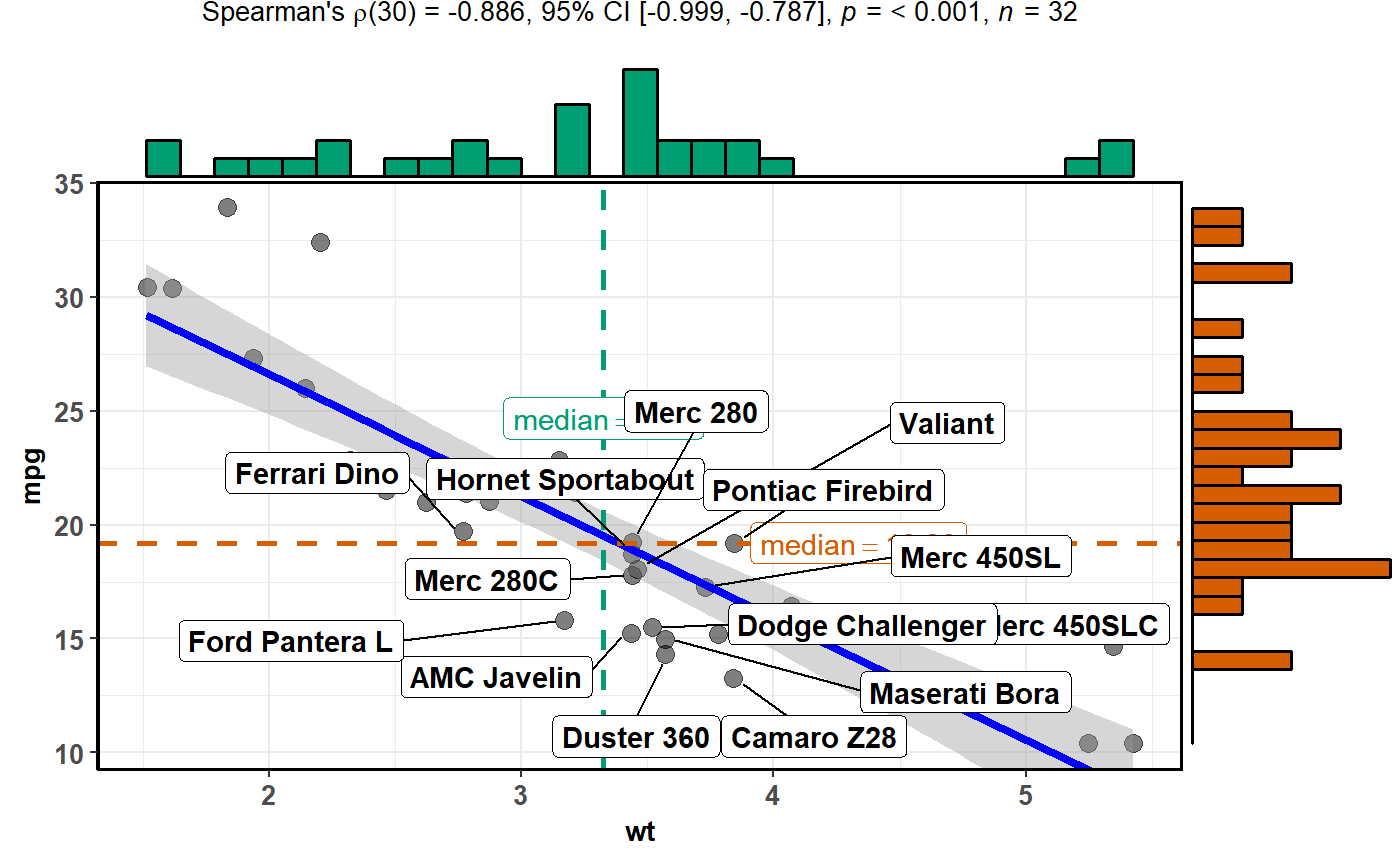 Spearman's ρ(30) = -0.886, 95% CI [-0.999, -0.787], p = < 0.001, n = 32
35
30
25
20
15
10
mpg
median =
Merc 280
Valiant
Ferrari Dino
Hornet Sportabout
Pontiac Firebird
median =
Merc 450SL
Merc 280C
Dodge Challenger
450SLC
Ford Pantera L
AMC Javelin
Maserati Bora
Duster 360
Camaro Z28
2
3
4
5
wt